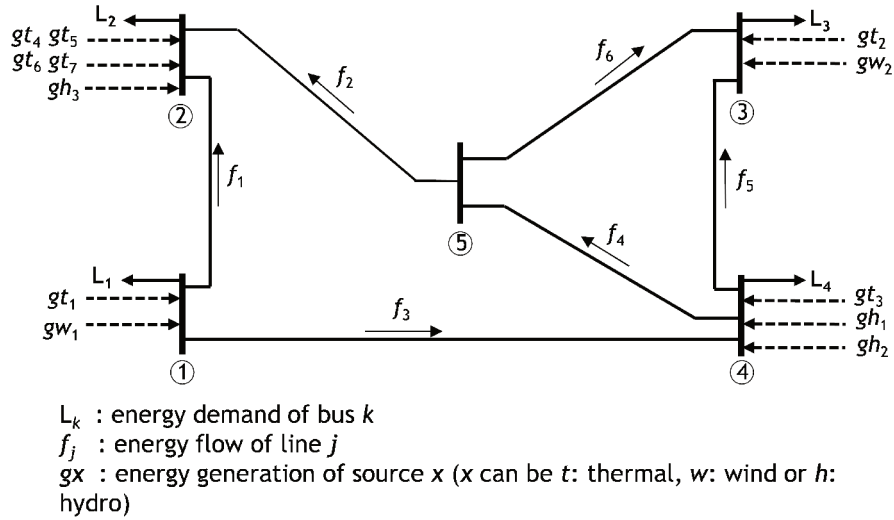 L₂
gt₄ gt₅
gt₆ gt₇
gh₃
②
f₂
f₆
L₃
gt₂
gw₂
③
f₁
⑤
f₄
f₅
L₁
gt₁
gw₁
①
f₃
L₄
gt₃
gh₁
gh₂
④
Lₖ : energy demand of bus k
fⱼ : energy flow of line j
gx : energy generation of source x (x can be t: thermal, w: wind or h:
hydro)